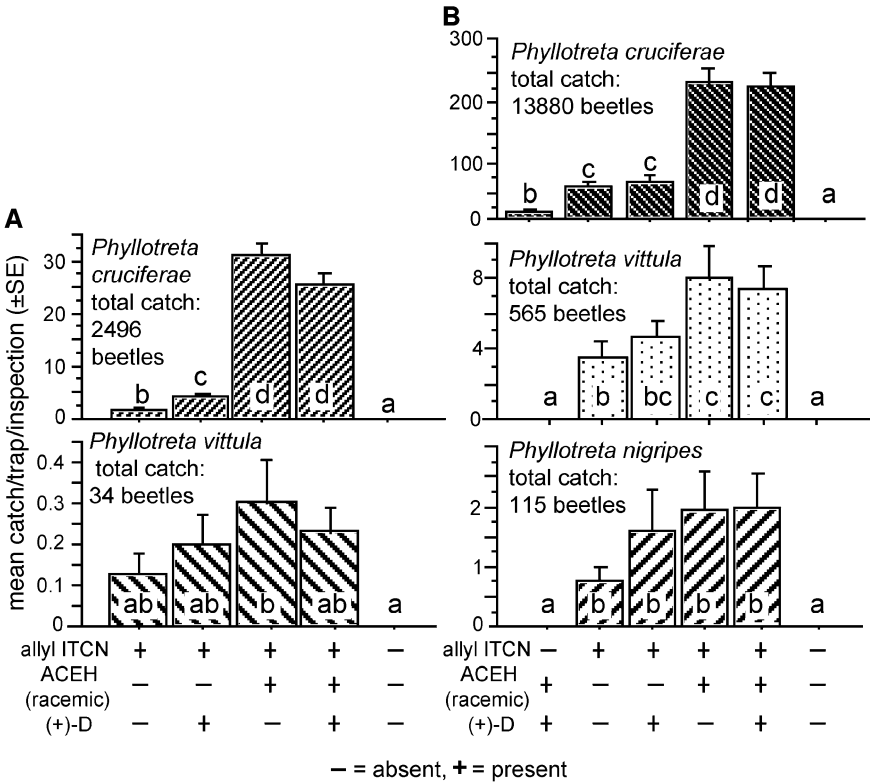 B
Phyllotreta cruciferae
total catch:
13880 beetles
300
200
100
0
b
c
c
d
d
a
A
Phyllotreta
cruciferae
total catch:
2496
beetles
30
20
10
0
b
c
d
d
a
Phyllotreta vittula
total catch:
565 beetles
8
4
0
a
b
bc
c
c
a
mean catch/trap/inspection (±SE)
Phyllotreta vittula
total catch:
34 beetles
0.4
0.3
0.2
0.1
0
ab
ab
b
ab
a
Phyllotreta nigripes
total catch:
115 beetles
2
1
0
a
b
b
b
b
a
allyl ITCN + + + + –
ACEH
(racemic) – – + + –
(+)-D – + – + –
allyl ITCN – + + + + –
ACEH
(racemic) + – – + + –
(+)-D + – + – + –
– = absent, + = present